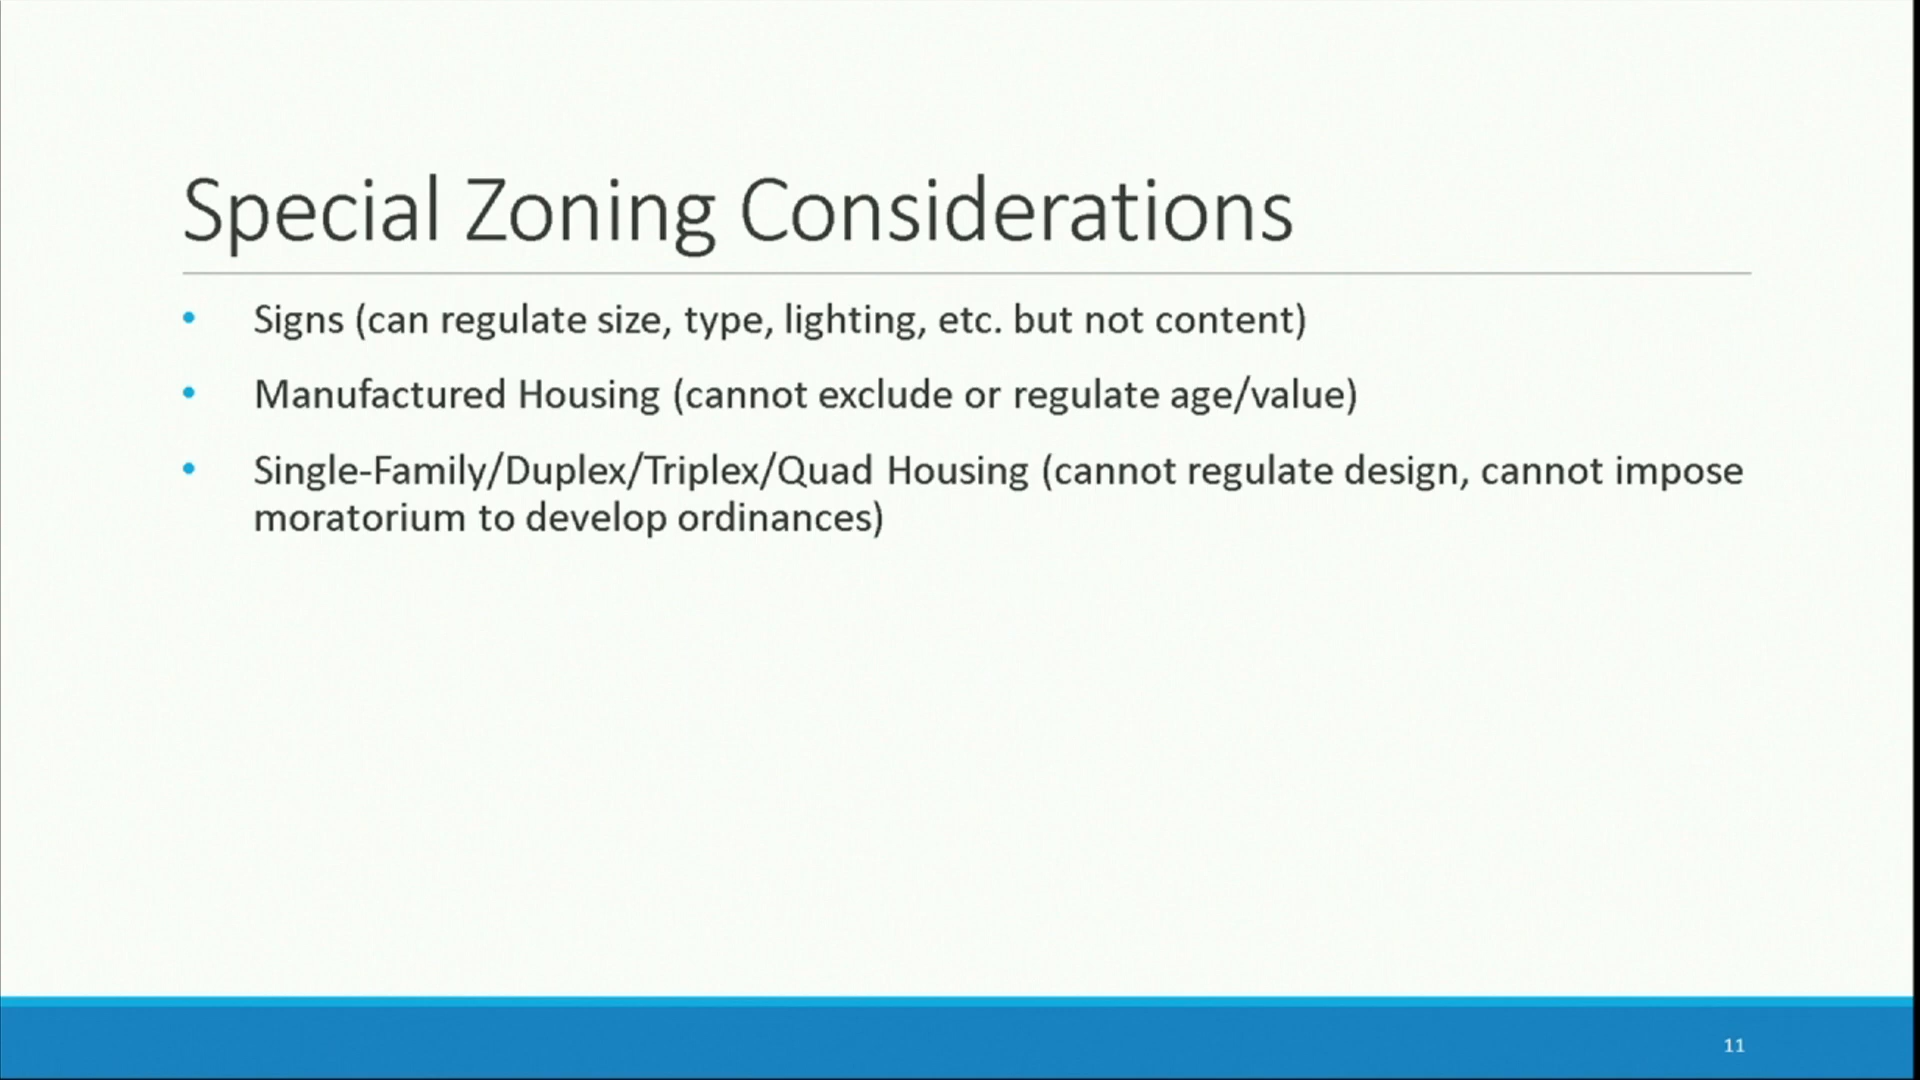 Special Zoning Considerations
• Signs (can regulate size, type, lighting, etc. but not content)
• Manufactured Housing (cannot exclude or regulate age/value)
• Single-Family/Duplex/Triplex/Quad Housing (cannot regulate design, cannot impose
moratorium to develop ordinances)
11